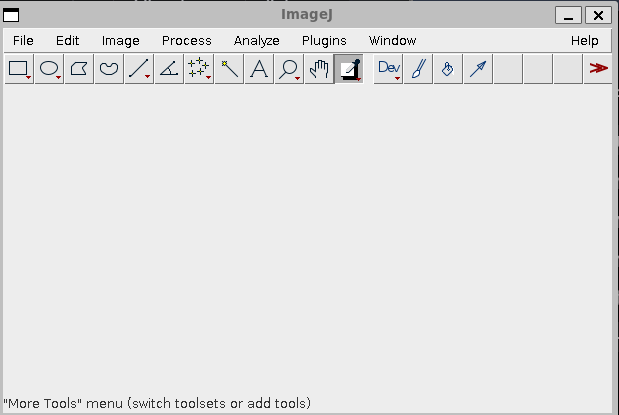 ImageJ
File Edit Image Process Analyze Plugins Window Help
A Dev
"More Tools" menu (switch toolsets or add tools)